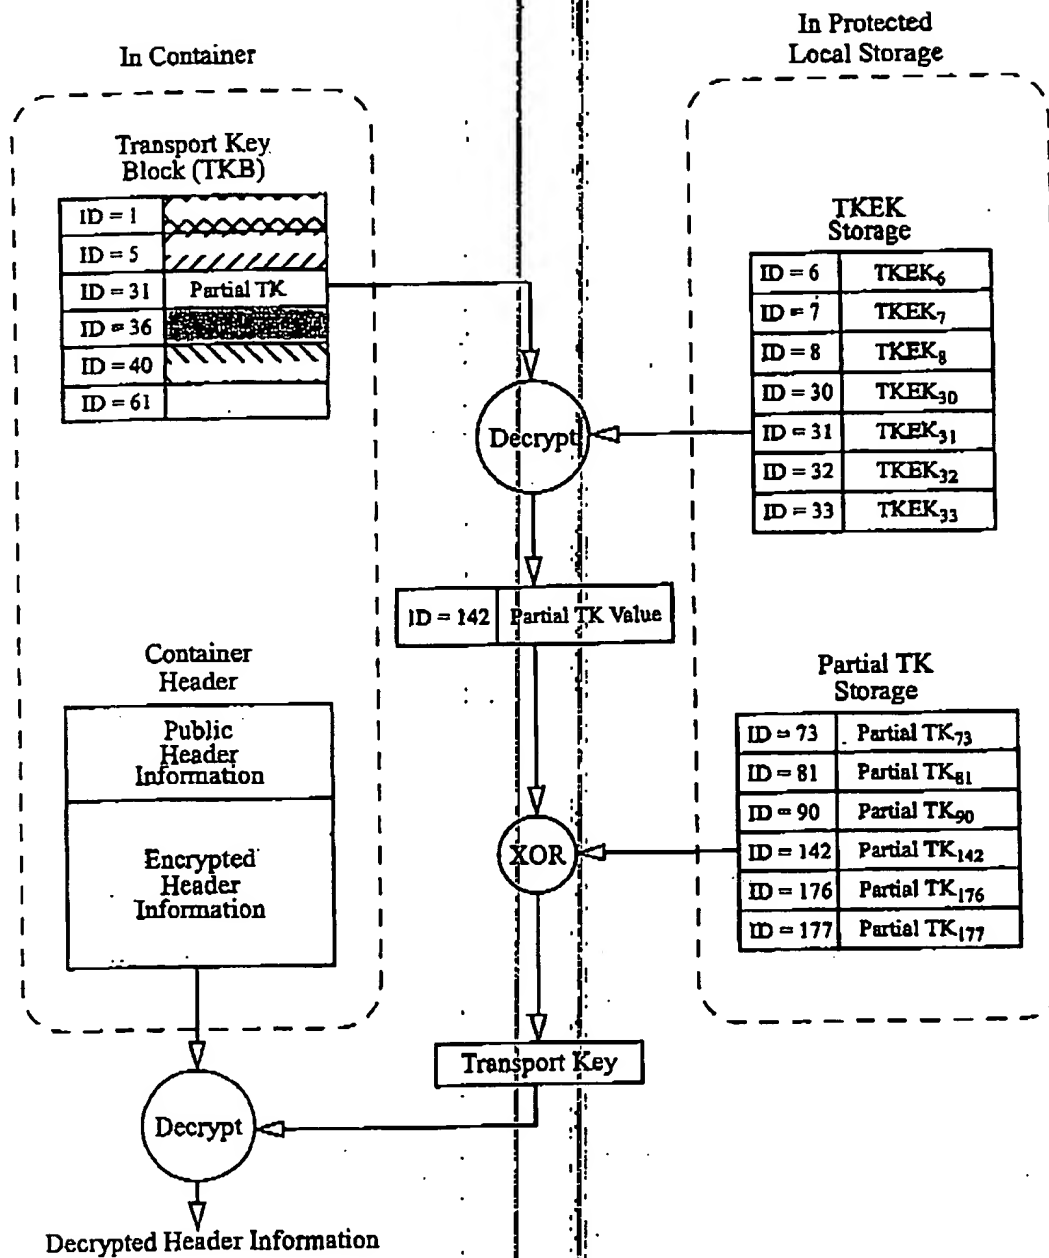 In Container
In Protected
Local Storage
Transport Key
Block (TKB)
ID = 1
ID = 5
ID = 31 Partial TK
ID = 36
ID = 40
ID = 61
TKEK
Storage
ID = 6 TKEK6
ID = 7 TKEK7
ID = 8 TKEK8
ID = 30 TKEK30
ID = 31 TKEK31
ID = 32 TKEK32
ID = 33 TKEK33
Decrypt
ID = 142 Partial TK Value
Container
Header
Public
Header
Information
Encrypted
Header
Information
Partial TK
Storage
ID = 73 Partial TK73
ID = 81 Partial TK81
ID = 90 Partial TK90
ID = 142 Partial TK142
ID = 176 Partial TK176
ID = 177 Partial TK177
XOR
Transport Key
Decrypt
Decrypted Header Information